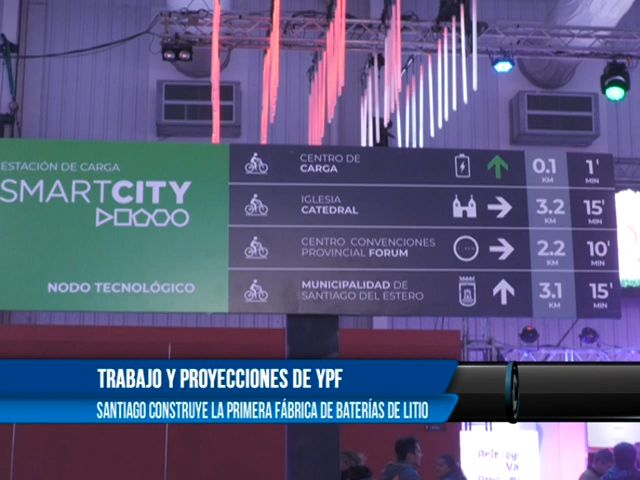 ESTACIÓN DE CARGA
SMARTCITY
NODO TECNOLÓGICO
CENTRO DE
CARGA
0.1
KM
1'
MIN
IGLESIA
CATEDRAL
3.2
KM
15'
MIN
CENTRO CONVENCIONES
PROVINCIAL FORUM
2.2
KM
10'
MIN
MUNICIPALIDAD DE
SANTIAGO DEL ESTERO
3.1
KM
15'
MIN
TRABAJO Y PROYECCIONES DE YPF
SANTIAGO CONSTRUYE LA PRIMERA FÁBRICA DE BATERÍAS DE LITIO